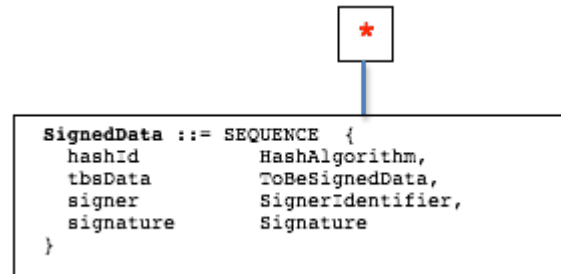 *
SignedData ::= SEQUENCE {
hashId HashAlgorithm,
tbsData ToBeSignedData,
signer SignerIdentifier,
signature Signature
}